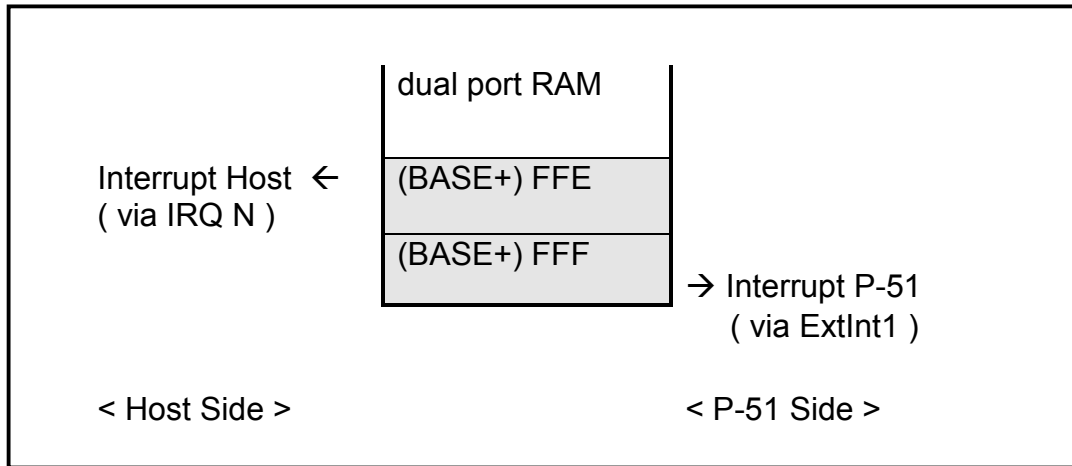 dual port RAM
Interrupt Host ← (BASE+) FFE
( via IRQ N )
(BASE+) FFF
→ Interrupt P-51
( via ExtInt1 )
< Host Side > < P-51 Side >